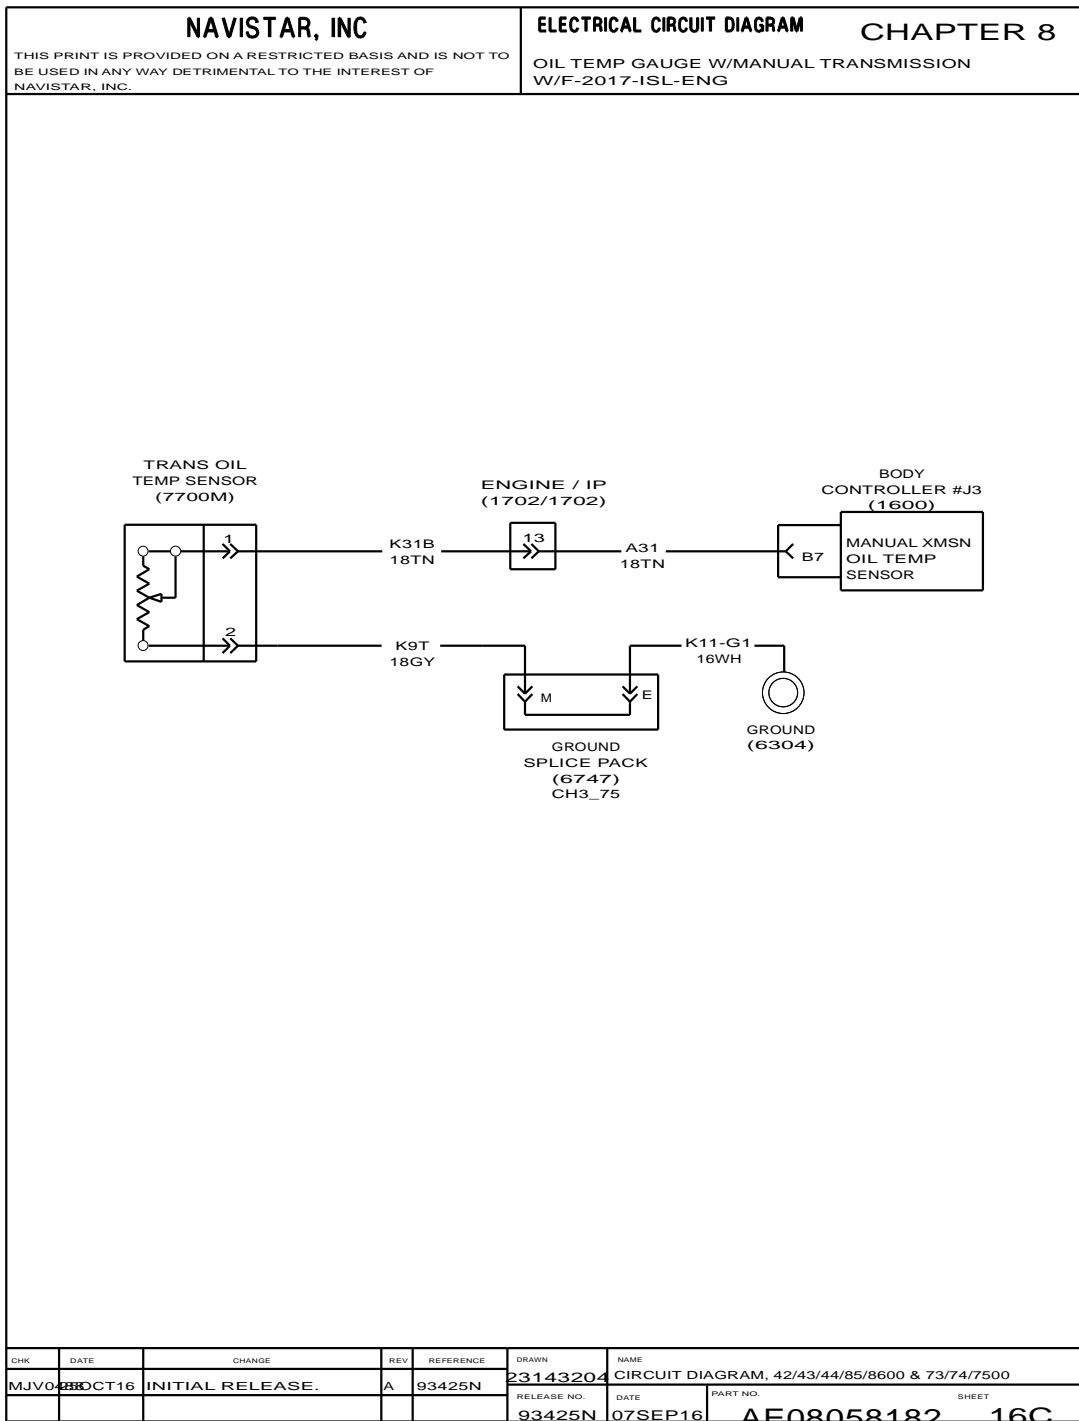 NAVISTAR, INC
THIS PRINT IS PROVIDED ON A RESTRICTED BASIS AND IS NOT TO
BE USED IN ANY WAY DETRIMENTAL TO THE INTEREST OF
NAVISTAR, INC.
ELECTRICAL CIRCUIT DIAGRAM
CHAPTER 8
OIL TEMP GAUGE W/MANUAL TRANSMISSION
W/F-2017-ISL-ENG
TRANS OIL
TEMP SENSOR
(7700M)
1
2
K31B
18TN
ENGINE / IP
(1702/1702)
13
A31
18TN
BODY
CONTROLLER #J3
(1600)
B7
MANUAL XMSN
OIL TEMP
SENSOR
K9T
18GY
M
E
GROUND
SPLICE PACK
(6747)
CH3_75
K11-G1
16WH
GROUND
(6304)
CHK
DATE
CHANGE
REV
REFERENCE
MJV0
OCT16
INITIAL RELEASE.
A
93425N
DRAWN
23143204
NAME
CIRCUIT DIAGRAM, 42/43/44/85/8600 & 73/74/7500
RELEASE NO.
93425N
DATE
07SEP16
PART NO.
AE08058182
SHEET
16C